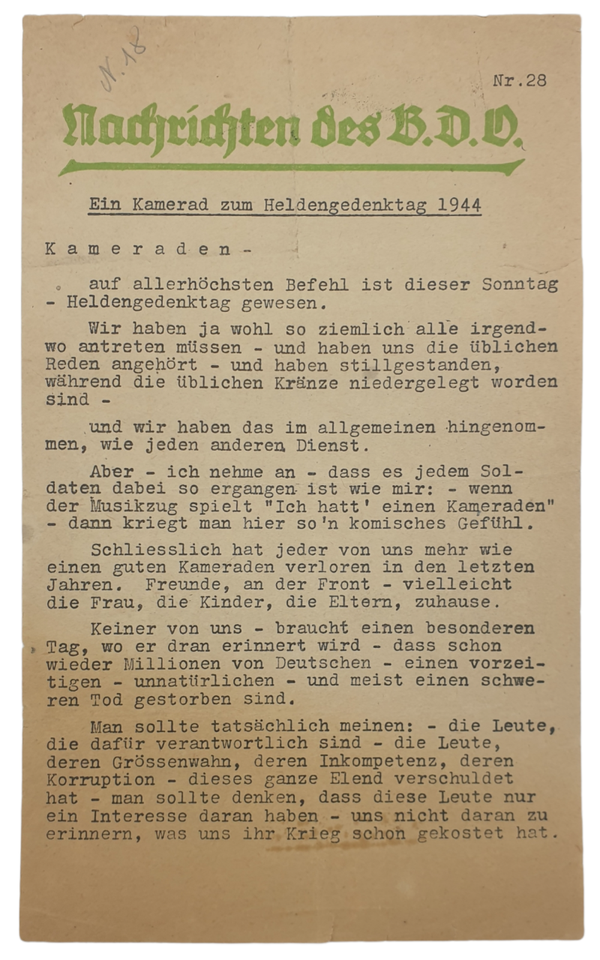 N. 18
Nr.28
Nachrichten des B.D.O.
Ein Kamerad zum Heldengedenktag 1944
K a m e r a d e n -
auf allerhöchsten Befehl ist dieser Sonntag
- Heldengedenktag gewesen.
Wir haben ja wohl so ziemlich alle irgend-
wo antreten müssen - und haben uns die üblichen
Reden angehört - und haben stillgestanden,
während die üblichen Kränze niedergelegt worden
sind -
und wir haben das im allgemeinen hingenom-
men, wie jeden anderen Dienst.
Aber - ich nehme an - dass es jedem Sol-
daten dabei so ergangen ist wie mir: - wenn
der Musikzug spielt "Ich hatt' einen Kameraden"
- dann kriegt man hier so'n komisches Gefühl.
Schliesslich hat jeder von uns mehr wie
einen guten Kameraden verloren in den letzten
Jahren. Freunde, an der Front - vielleicht
die Frau, die Kinder, die Eltern, zuhause.
Keiner von uns - braucht einen besonderen
Tag, wo er dran erinnert wird - dass schon
wieder Millionen von Deutschen - einen vorzei-
tigen - unnatürlichen - und meist einen schwe-
ren Tod gestorben sind.
Man sollte tatsächlich meinen: - die Leute,
die dafür verantwortlich sind - die Leute,
deren Grössenwahn, deren Inkompetenz, deren
Korruption - dieses ganze Elend verschuldet
hat - man sollte denken, dass diese Leute nur
ein Interesse daran haben - uns nicht daran zu
erinnern, was uns ihr Krieg schon gekostet hat.